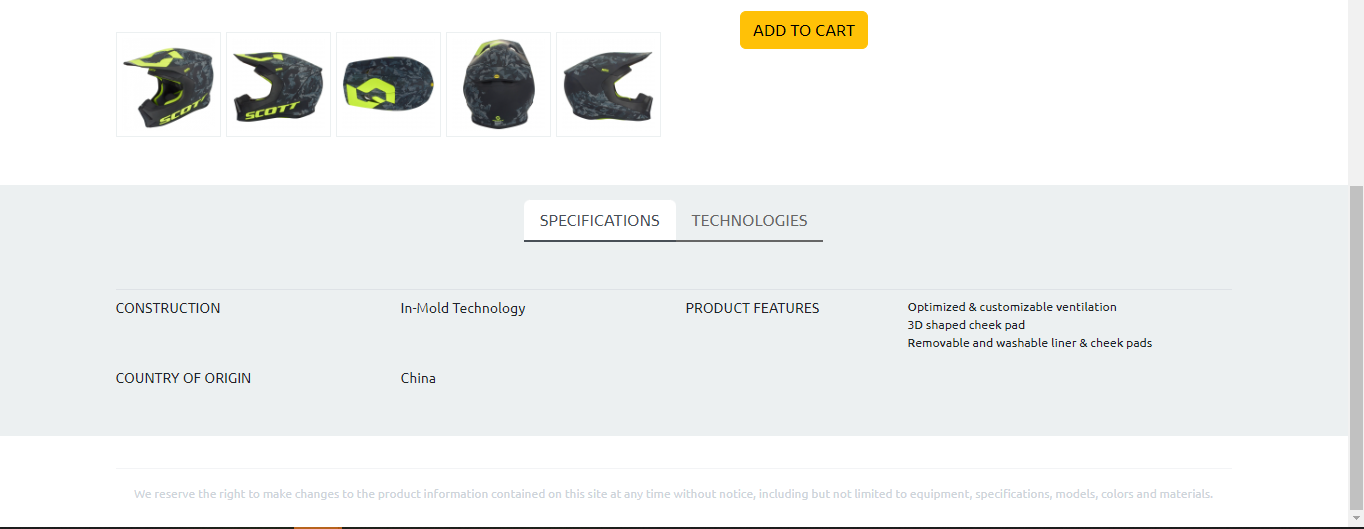 ADD TO CART
SCOTT
SCOTT
SPECIFICATIONS
TECHNOLOGIES
CONSTRUCTION
In-Mold Technology
PRODUCT FEATURES
Optimized & customizable ventilation
3D shaped cheek pad
Removable and washable liner & cheek pads
COUNTRY OF ORIGIN
China
We reserve the right to make changes to the product information contained on this site at any time without notice, including but not limited to equipment, specifications, models, colors and materials.